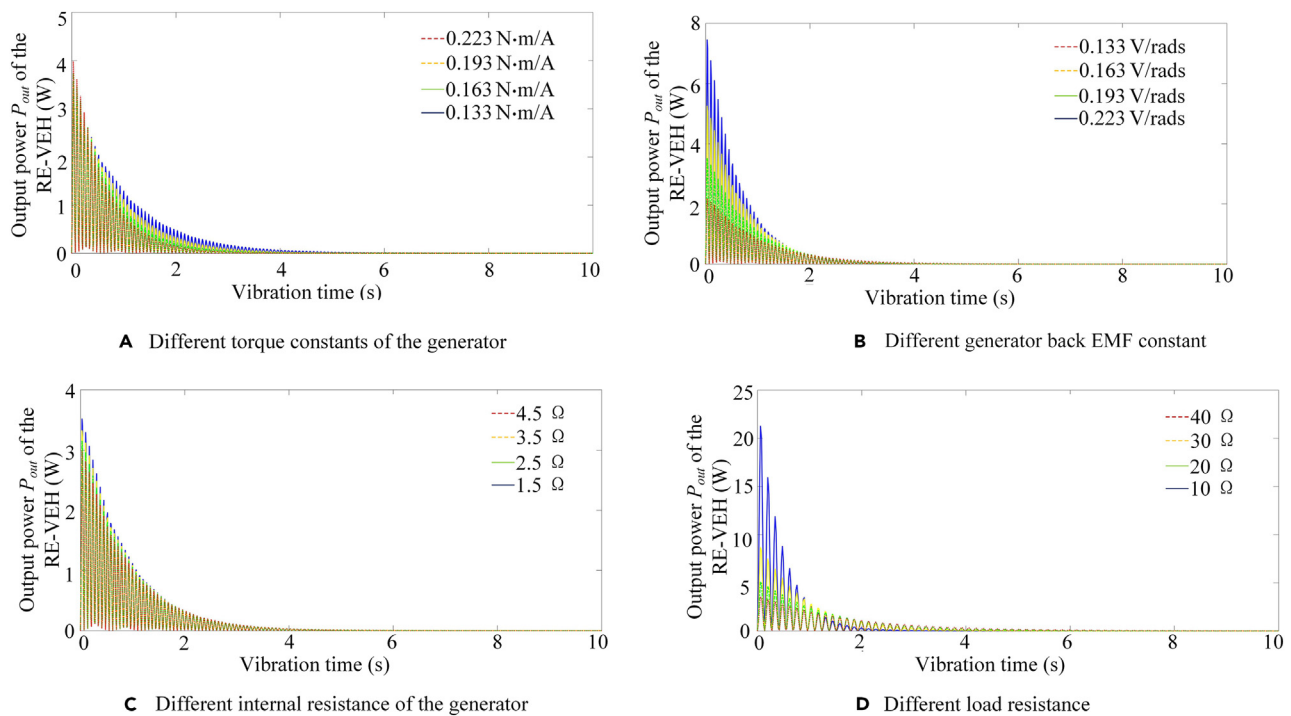 5
4
3
2
1
0
0 2 4 6 8 10
Output power Pout of the
RE-VEH (W)
Vibration time (s)
0.223 N·m/A
0.193 N·m/A
0.163 N·m/A
0.133 N·m/A
A Different torque constants of the generator
8
6
4
2
0
0 2 4 6 8 10
Output power Pout of the
RE-VEH (W)
Vibration time (s)
0.133 V/rads
0.163 V/rads
0.193 V/rads
0.223 V/rads
B Different generator back EMF constant
4
3
2
1
0
0 2 4 6 8 10
Output power Pout of the
RE-VEH (W)
Vibration time (s)
4.5 Ω
3.5 Ω
2.5 Ω
1.5 Ω
C Different internal resistance of the generator
25
20
15
10
5
0
0 2 4 6 8 10
Output power Pout of the
RE-VEH (W)
Vibration time (s)
40 Ω
30 Ω
20 Ω
10 Ω
D Different load resistance